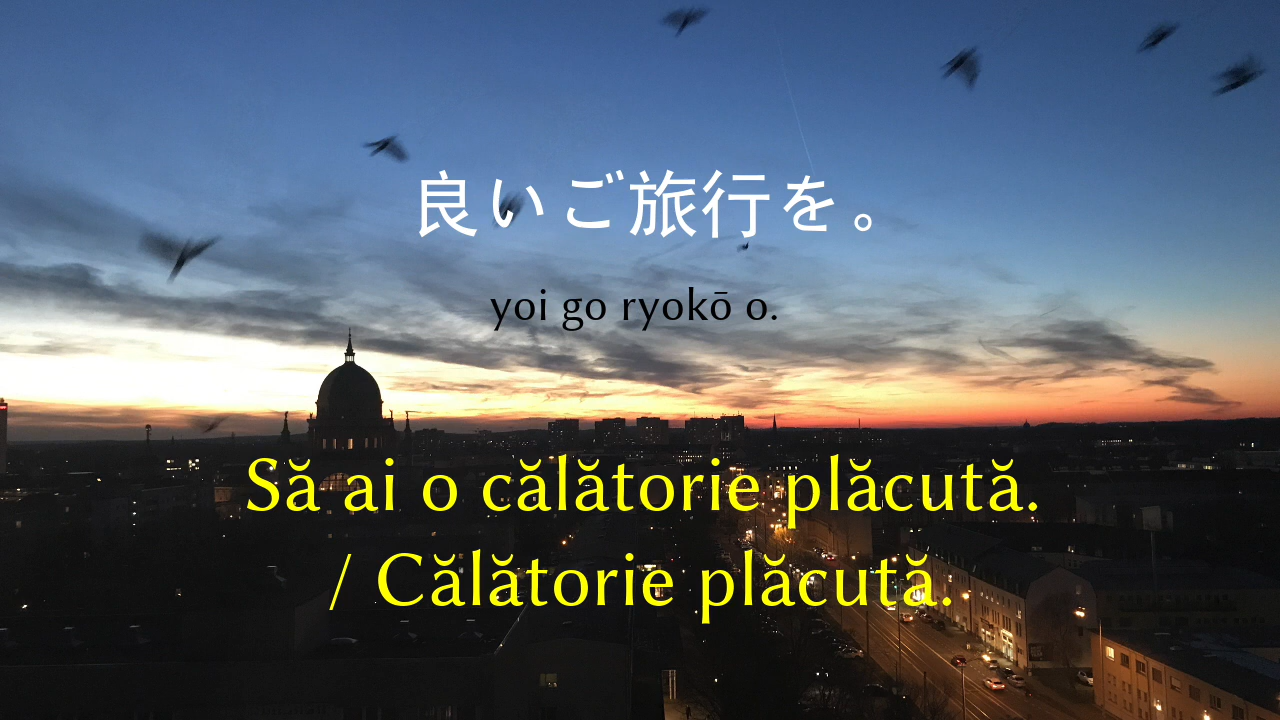 良いご旅行を。
yoi go ryokō o.
Să ai o călătorie plăcută.
/ Călătorie plăcută.